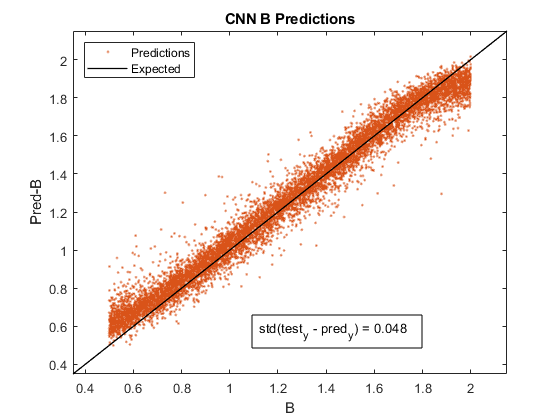 CNN B Predictions
Predictions
Expected
Pred-B
2
1.8
1.6
1.4
1.2
1
0.8
0.6
0.4
std(test_y - pred_y) = 0.048
0.4 0.6 0.8 1 1.2 1.4 1.6 1.8 2
B